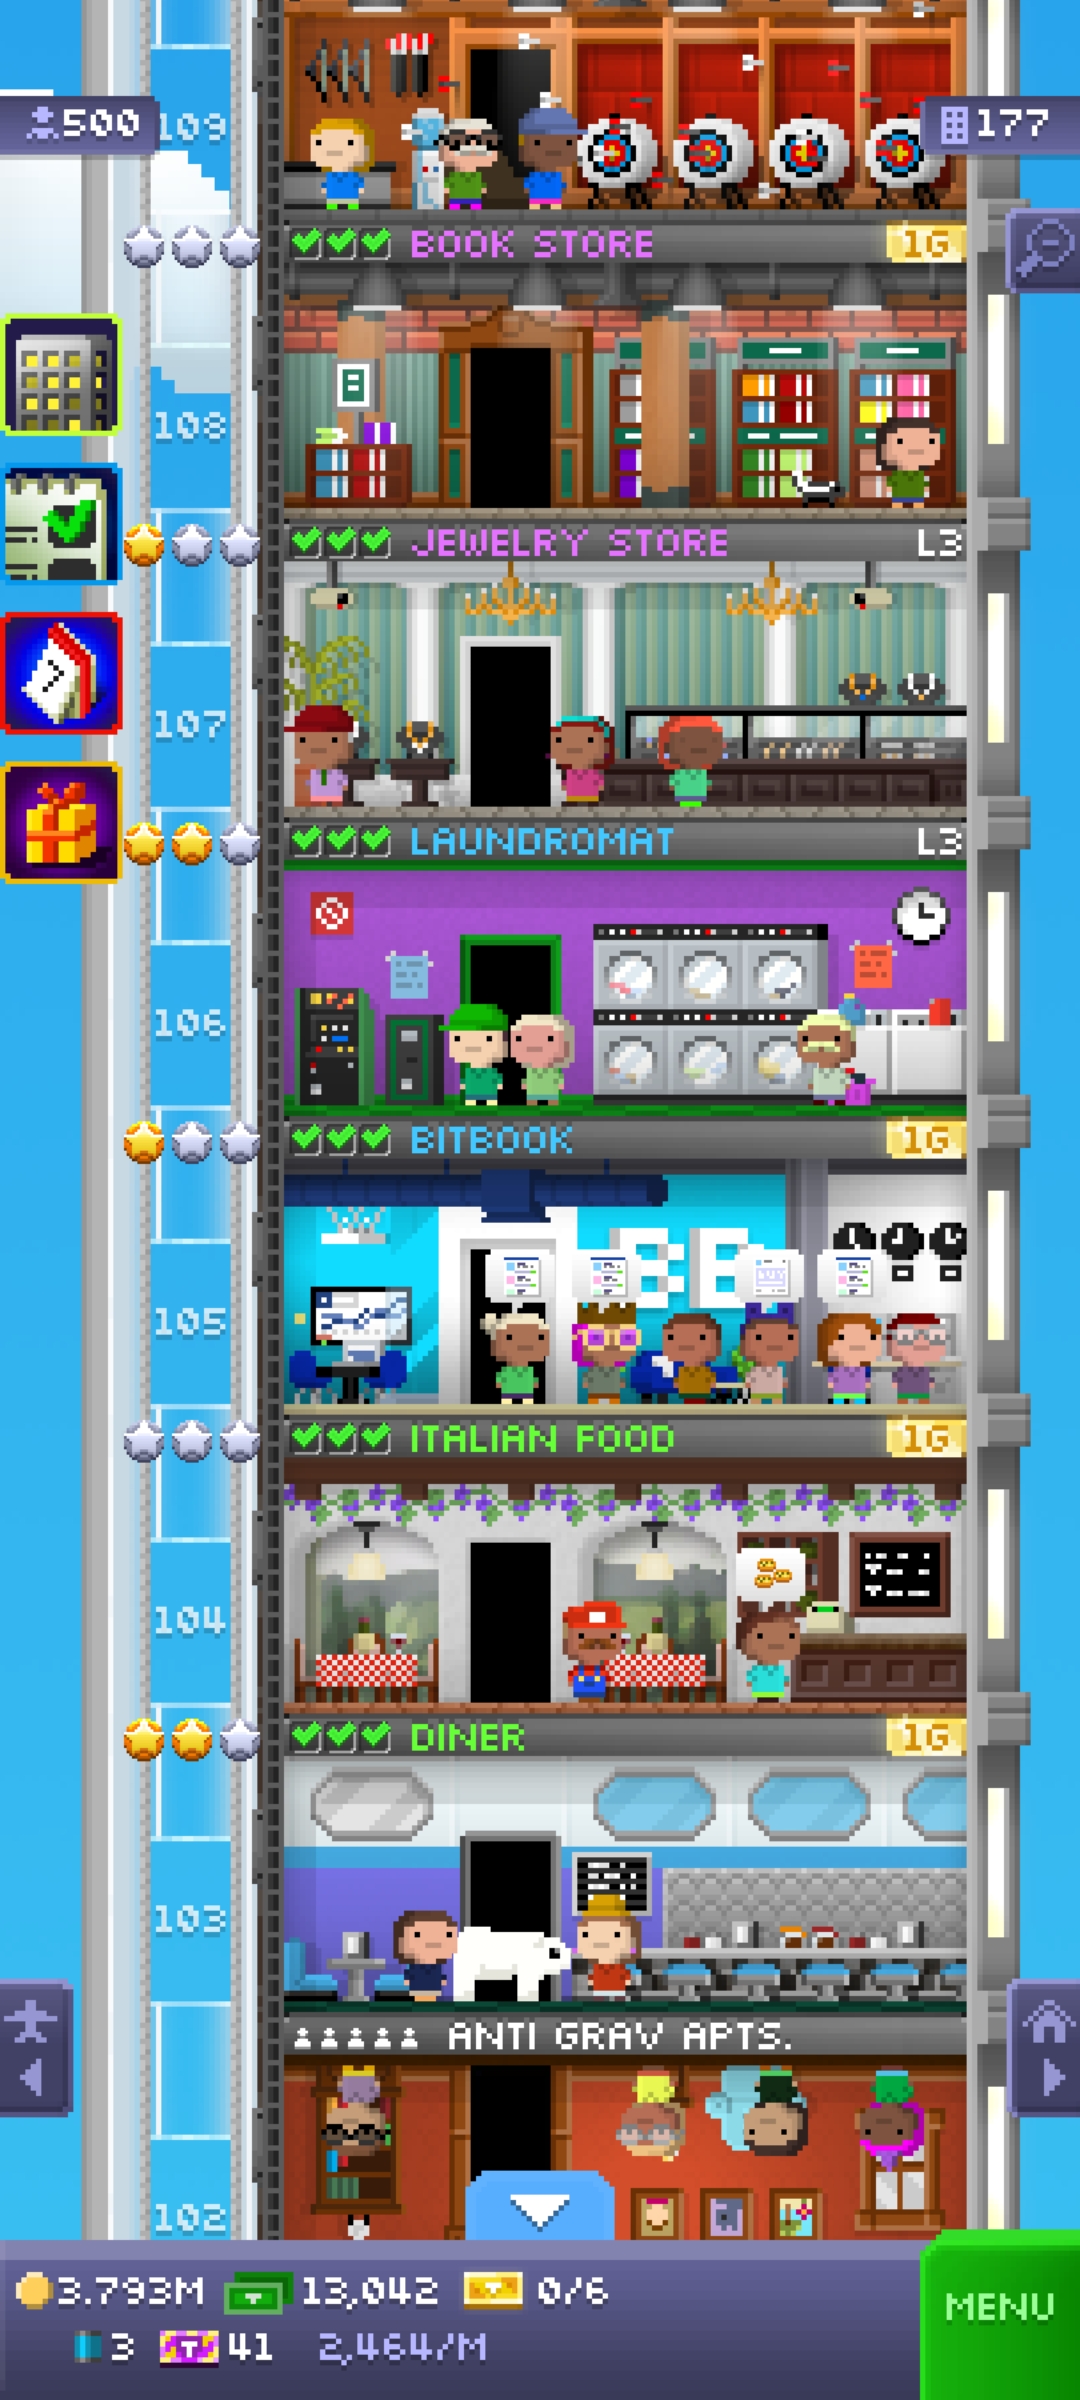 500
109
177
BOOK STORE 1G
108
JEWELRY STORE L3
7
107
LAUNDROMAT L3
106
BITBOOK 1G
BB
105
ITALIAN FOOD 1G
104
DINER 1G
103
ANTI GRAV APTS.
102
3.793M 13,042 0/6
3 41 2,464/M
MENU